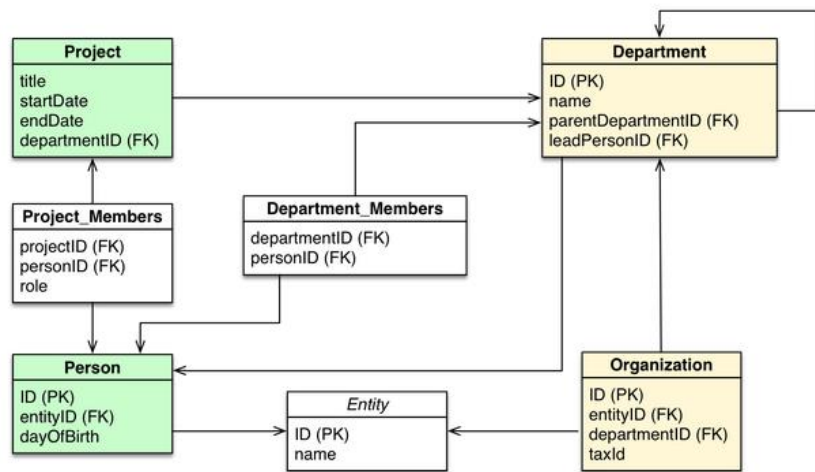 Project
title
startDate
endDate
departmentID (FK)
Department
ID (PK)
name
parentDepartmentID (FK)
leadPersonID (FK)
Project_Members
projectID (FK)
personID (FK)
role
Department_Members
departmentID (FK)
personID (FK)
Person
ID (PK)
entityID (FK)
dayOfBirth
Entity
ID (PK)
name
Organization
ID (PK)
entityID (FK)
departmentID (FK)
taxId